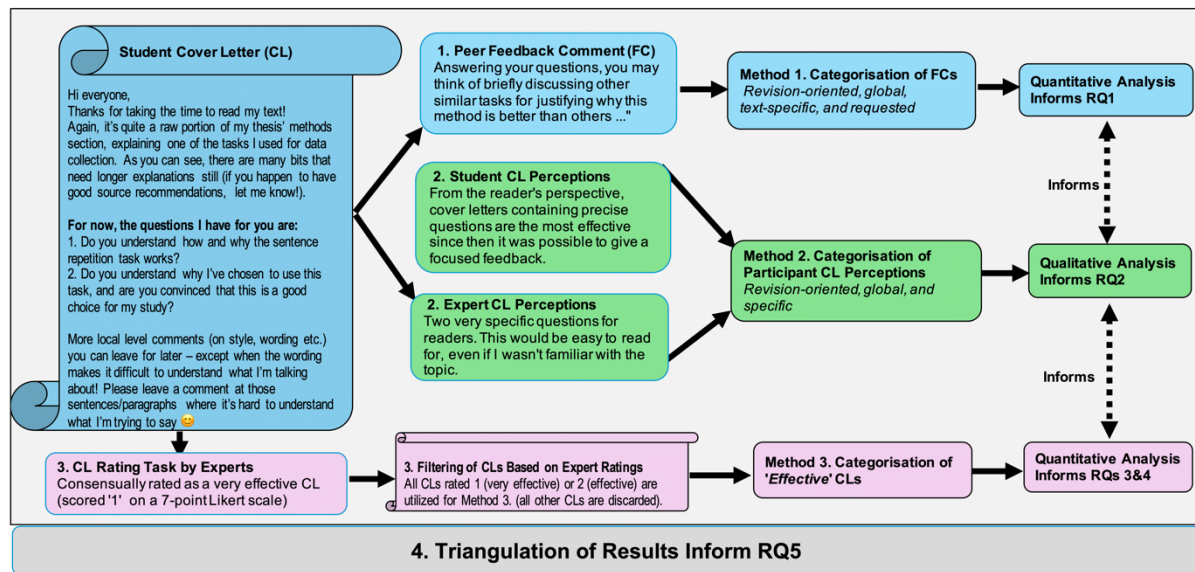 Student Cover Letter (CL)
Hi everyone,
Thanks for taking the time to read my text!
Again, it's quite a raw portion of my thesis' methods
section, explaining one of the tasks I used for data
collection. As you can see, there are many bits that
need longer explanations still (if you happen to have
good source recommendations, let me know!).
For now, the questions I have for you are:
1. Do you understand how and why the sentence
repetition task works?
2. Do you understand why I've chosen to use this
task, and are you convinced that this is a good
choice for my study?
More local level comments (on style, wording etc.)
you can leave for later – except when the wording
makes it difficult to understand what I'm talking
about! Please leave a comment at those
sentences/paragraphs where it's hard to understand
what I'm trying to say 😊
1. Peer Feedback Comment (FC)
Answering your questions, you may
think of briefly discussing other
similar tasks for justifying why this
method is better than others ..."
Method 1. Categorisation of FCs
Revision-oriented, global,
text-specific, and requested
Quantitative Analysis
Informs RQ1
2. Student CL Perceptions
From the reader's perspective,
cover letters containing precise
questions are the most effective
since then it was possible to give a
focused feedback.
Informs
2. Expert CL Perceptions
Two very specific questions for
readers. This would be easy to read
for, even if I wasn't familiar with the
topic.
Method 2. Categorisation of
Participant CL Perceptions
Revision-oriented, global, and
specific
Qualitative Analysis
Informs RQ2
Informs
3. CL Rating Task by Experts
Consensually rated as a very effective CL
(scored '1' on a 7-point Likert scale)
3. Filtering of CLs Based on Expert Ratings
All CLs rated 1 (very effective) or 2 (effective) are
utilized for Method 3. (all other CLs are discarded).
Method 3. Categorisation of
'Effective' CLs
Quantitative Analysis
Informs RQs 3&4
4. Triangulation of Results Inform RQ5